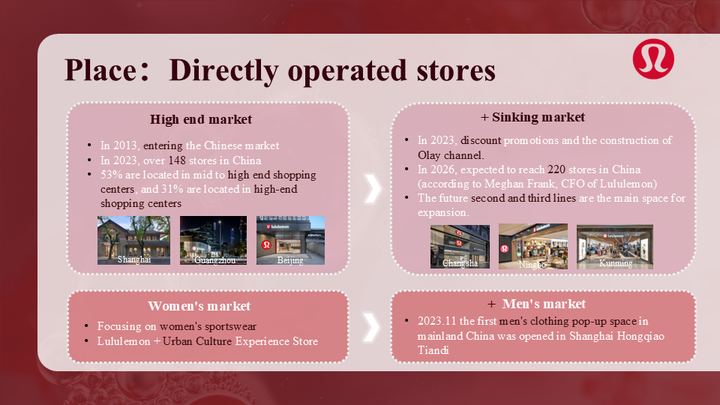 Place： Directly operated stores
High end market
• In 2013, entering the Chinese market
• In 2023, over 148 stores in China
• 53% are located in mid to high end shopping
centers, and 31% are located in high-end
shopping centers
Shanghai
Guangzhou
Beijing
+ Sinking market
• In 2023, discount promotions and the construction of
Olay channel.
• In 2026, expected to reach 220 stores in China
(according to Meghan Frank, CFO of Lululemon)
• The future second and third lines are the main space for
expansion.
Changsha
Ningbo
Kunming
Women's market
• Focusing on women's sportswear
• Lululemon + Urban Culture Experience Store
+ Men's market
• 2023.11 the first men's clothing pop-up space in
mainland China was opened in Shanghai Hongqiao
Tiandi